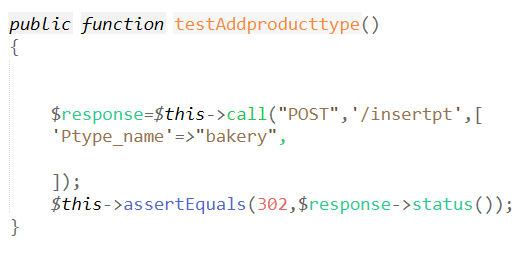 public function testAddproducttype()
{
$response=$this->call("POST",'/insertpt',[
'Ptype_name'=>"bakery",
]);
$this->assertEquals(302,$response->status());
}